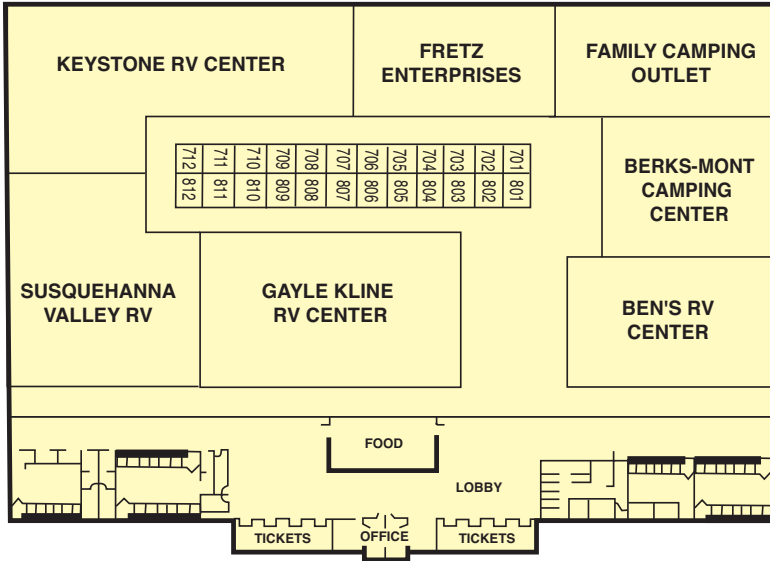 KEYSTONE RV CENTER
FRETZ
ENTERPRISES
FAMILY CAMPING
OUTLET
712 711 710 709 708 707 706 705 704 703 702 701
812 811 810 809 808 807 806 805 804 803 802 801
BERKS-MONT
CAMPING
CENTER
SUSQUEHANNA
VALLEY RV
GAYLE KLINE
RV CENTER
BEN'S RV
CENTER
FOOD
LOBBY
TICKETS
OFFICE
TICKETS